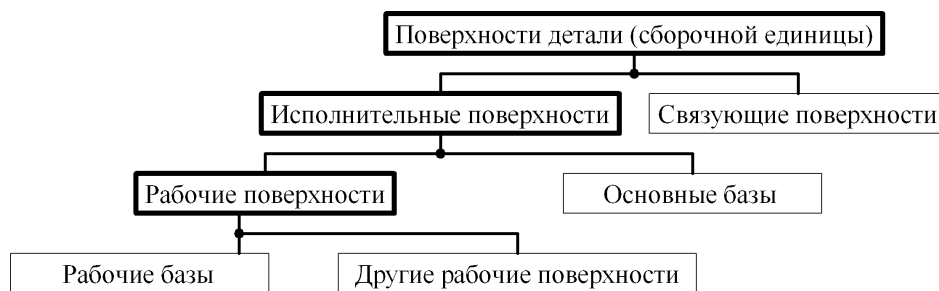 Поверхности детали (сборочной единицы)
Исполнительные поверхности
Связующие поверхности
Рабочие поверхности
Основные базы
Рабочие базы
Другие рабочие поверхности